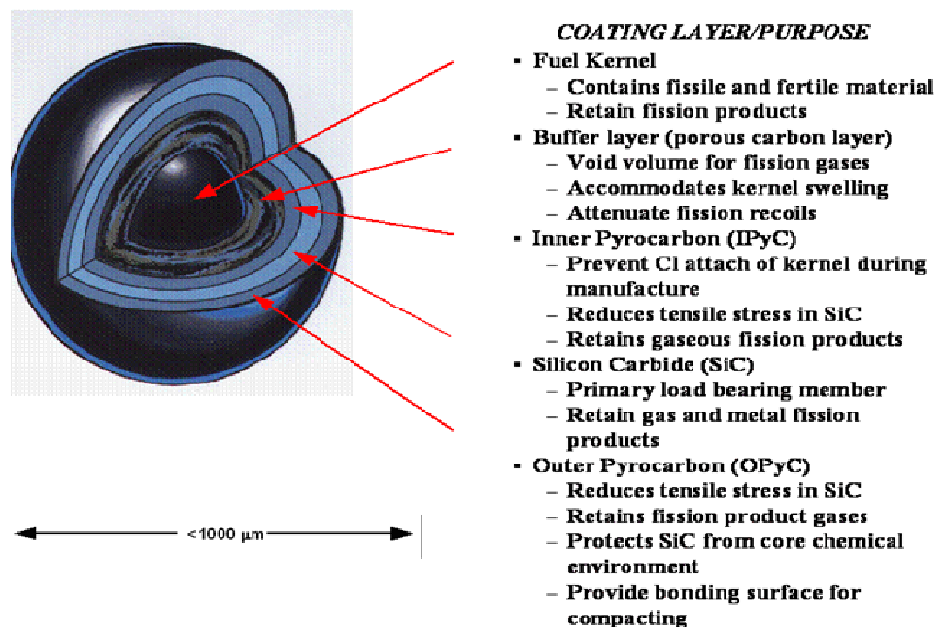 COATING LAYER/PURPOSE
▪ Fuel Kernel
– Contains fissile and fertile material
– Retain fission products
▪ Buffer layer (porous carbon layer)
– Void volume for fission gases
– Accommodates kernel swelling
– Attenuate fission recoils
▪ Inner Pyrocarbon (IPyC)
– Prevent Cl attach of kernel during
manufacture
– Reduces tensile stress in SiC
– Retains gaseous fission products
▪ Silicon Carbide (SiC)
– Primary load bearing member
– Retain gas and metal fission
products
▪ Outer Pyrocarbon (OPyC)
– Reduces tensile stress in SiC
– Retains fission product gases
– Protects SiC from core chemical
environment
– Provide bonding surface for
compacting
<1000 μm